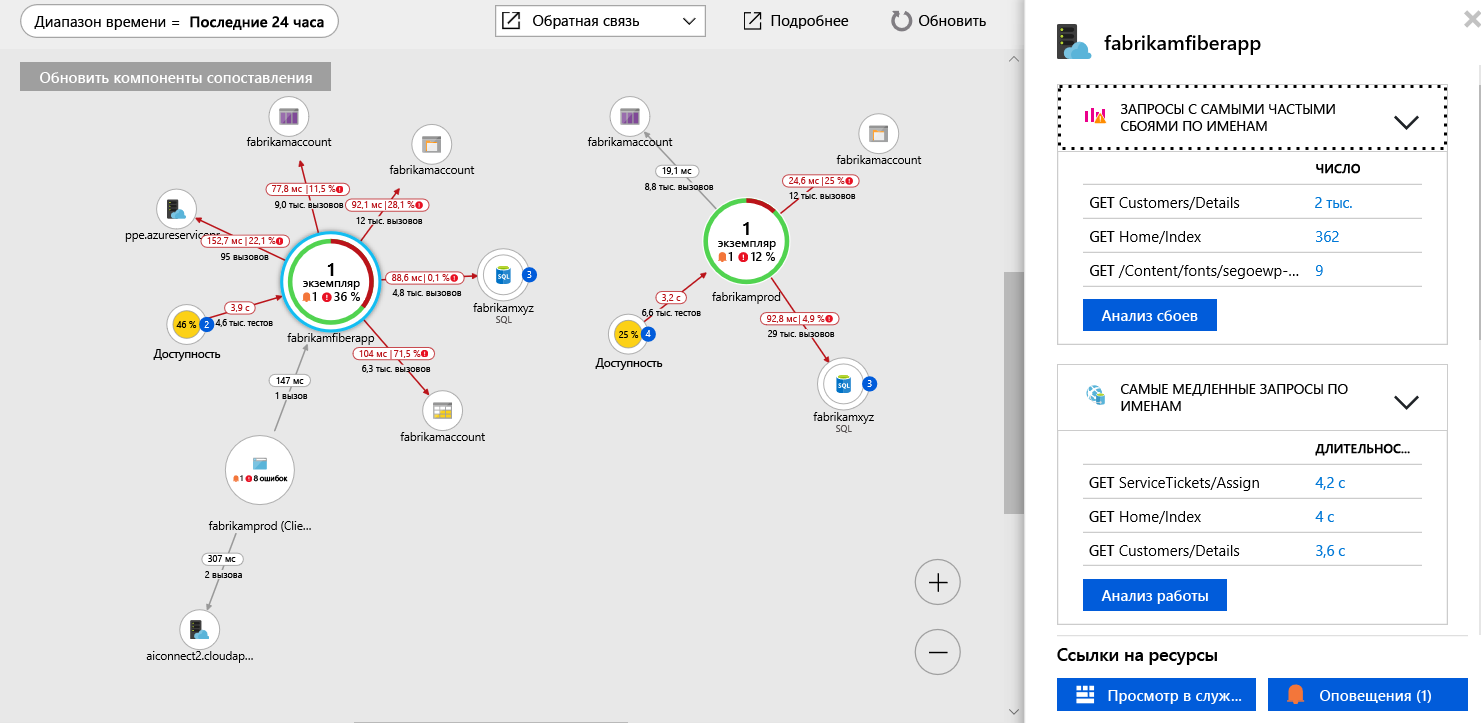 Диапазон времени = Последние 24 часа
Обратная связь
Подробнее
Обновить
Обновить компоненты сопоставления
fabrikamaccount
fabrikamaccount
77,8 мс | 11,5 %
9,0 тыс. вызовов
92,1 мс | 28,1 %
12 тыс. вызовов
152,7 мс | 22,1 %
95 вызовов
1
экземпляр
1 36 %
fabrikamfiberapp
88,6 мс | 0,1 %
4,8 тыс. вызовов
SQL
3
fabrikamxyz
SQL
3,9 с
4,6 тыс. тестов
46 %
2
Доступность
104 мс | 71,5 %
6,3 тыс. вызовов
fabrikamaccount
147 мс
1 вызов
1 8 ошибок
fabrikamprod (Clie...
307 мс
2 вызова
aiconnect2.cloudap...
fabrikamaccount
fabrikamaccount
19,1 мс
8,8 тыс. вызовов
24,6 мс | 25 %
12 тыс. вызовов
1
экземпляр
1 12 %
fabrikamprod
3,2 с
6,6 тыс. тестов
25 %
4
Доступность
92,8 мс | 4,9 %
29 тыс. вызовов
SQL
3
fabrikamxyz
SQL
fabrikamfiberapp
ЗАПРОСЫ С САМЫМИ ЧАСТЫМИ
СБОЯМИ ПО ИМЕНАМ
ЧИСЛО
GET Customers/Details 2 тыс.
GET Home/Index 362
GET /Content/fonts/segoewp-... 9
Анализ сбоев
САМЫЕ МЕДЛЕННЫЕ ЗАПРОСЫ ПО
ИМЕНАМ
ДЛИТЕЛЬНОС...
GET ServiceTickets/Assign 4,2 с
GET Home/Index 4 с
GET Customers/Details 3,6 с
Анализ работы
Ссылки на ресурсы
Просмотр в служ...
Оповещения (1)